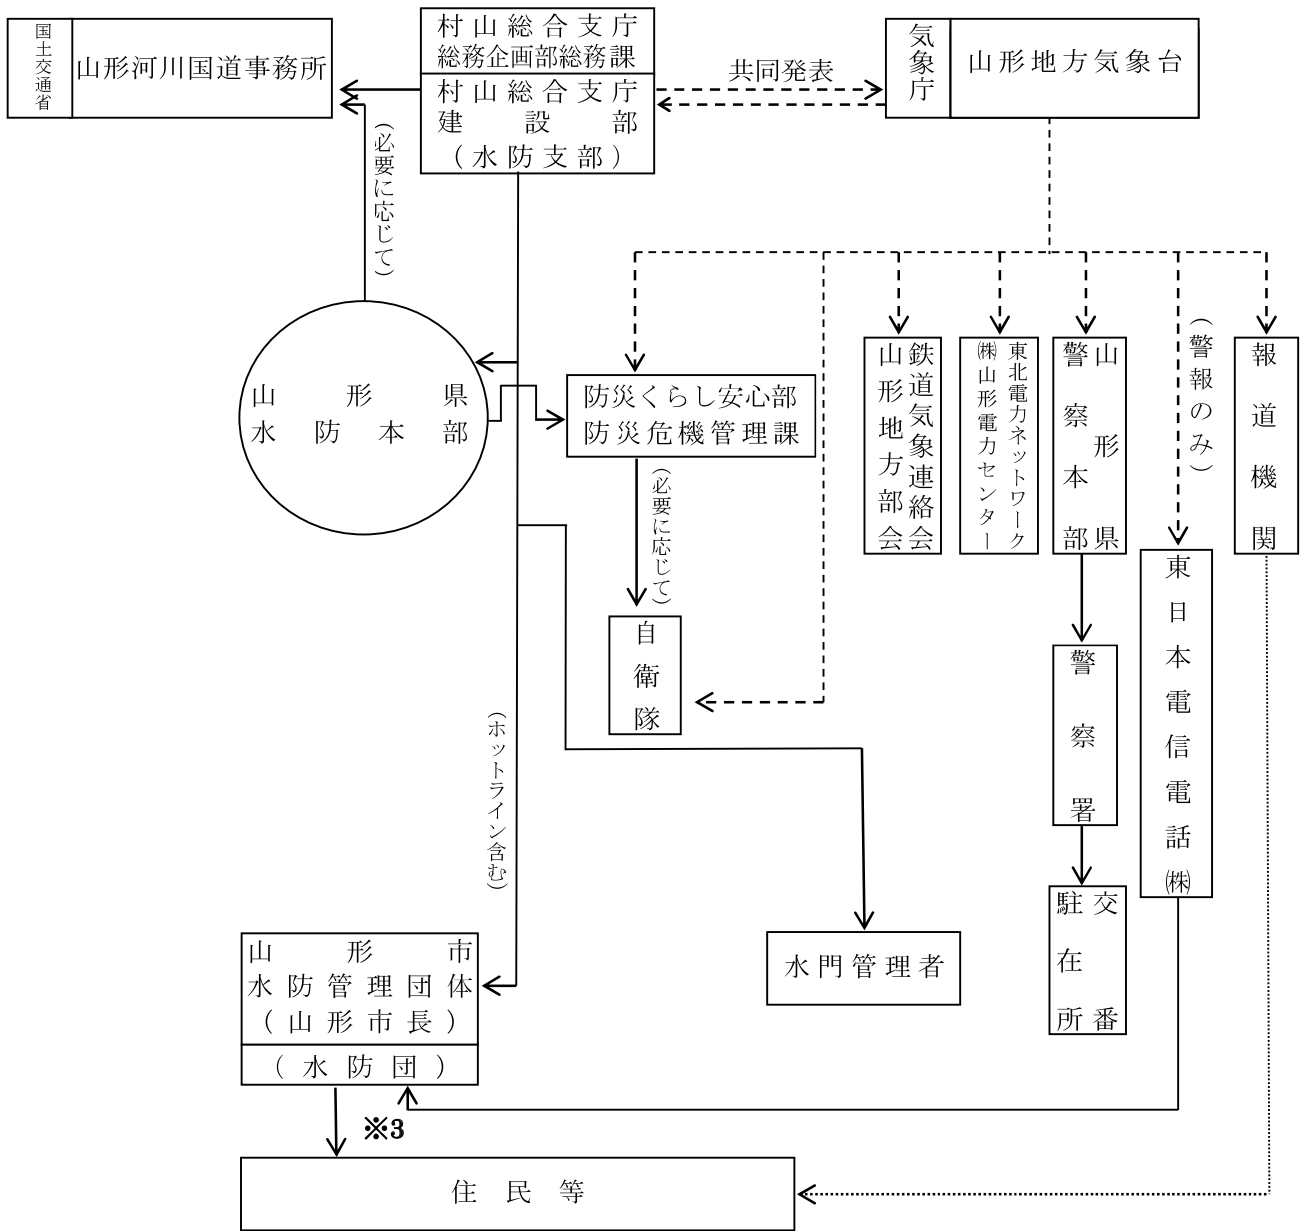 国土交通省
山形河川国道事務所
村山総合支庁
総務企画部総務課
村山総合支庁
建設部
（水防支部）
共同発表
気象庁
山形地方気象台
（必要に応じて）
（警報のみ）
山形県
水防本部
防災くらし安心部
防災危機管理課
（必要に応じて）
自衛隊
鉄道気象連絡会
山形地方部会
東北電力ネットワーク
㈱山形電力センター
山形県
警察本部
報道機関
警察署
交番
駐在所
東日本電信電話㈱
（ホットライン含む）
水門管理者
山形市
水防管理団体
（山形市長）
（水防団）
※3
住民等